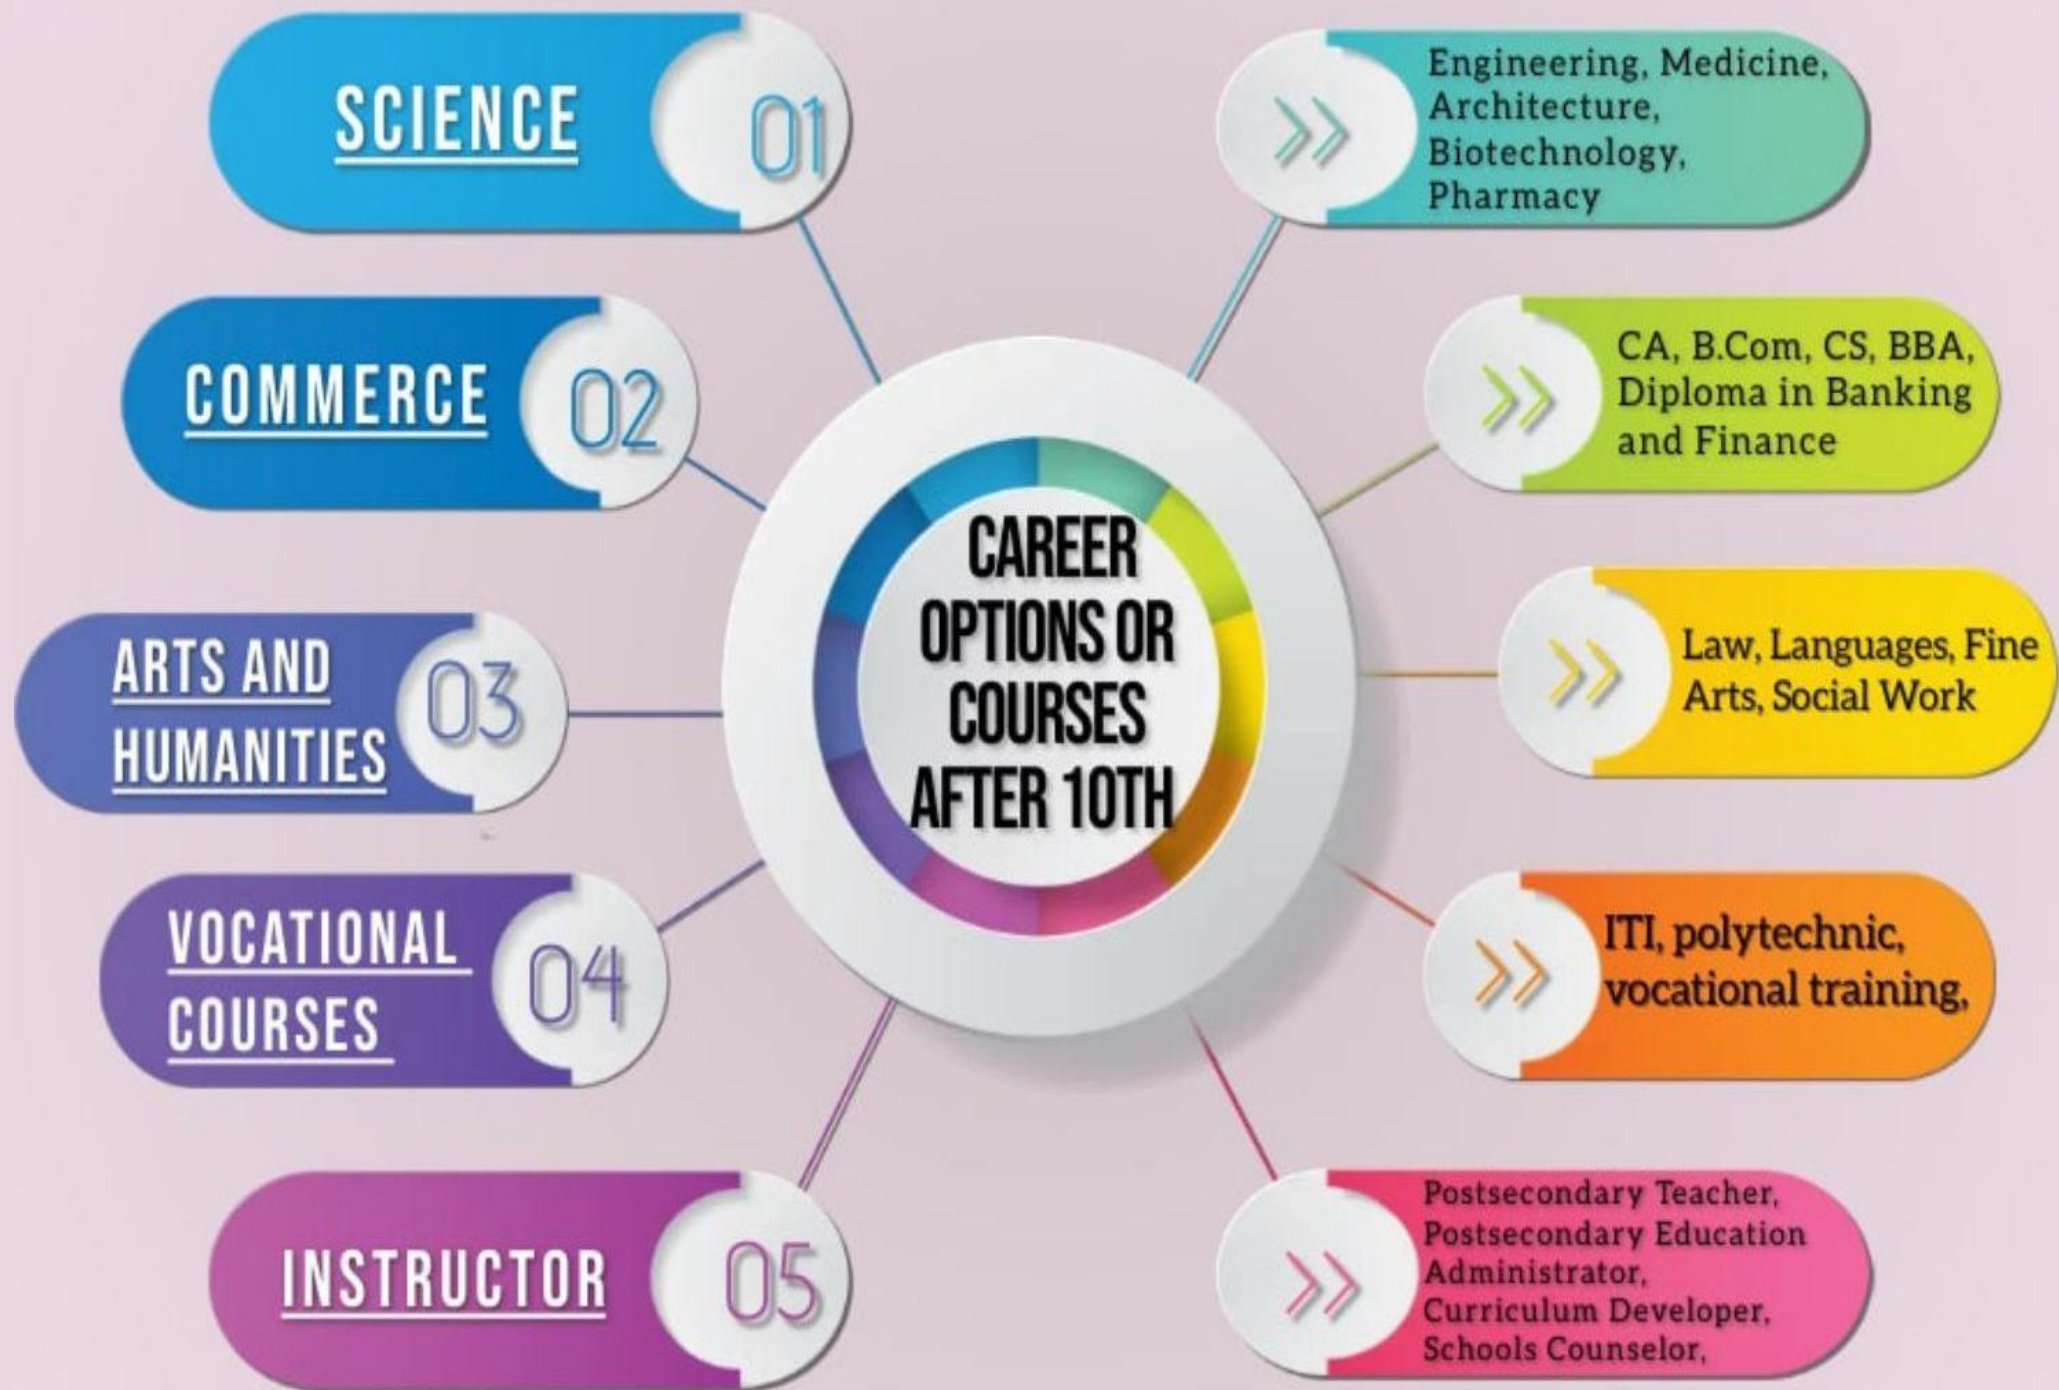 SCIENCE
01
Engineering, Medicine,
Architecture,
Biotechnology,
Pharmacy
COMMERCE
02
CA, B.Com, CS, BBA,
Diploma in Banking
and Finance
CAREER
OPTIONS OR
COURSES
AFTER 10TH
ARTS AND
HUMANITIES
03
Law, Languages, Fine
Arts, Social Work
VOCATIONAL
COURSES
04
ITI, polytechnic,
vocational training,
INSTRUCTOR
05
Postsecondary Teacher,
Postsecondary Education
Administrator,
Curriculum Developer,
Schools Counselor,